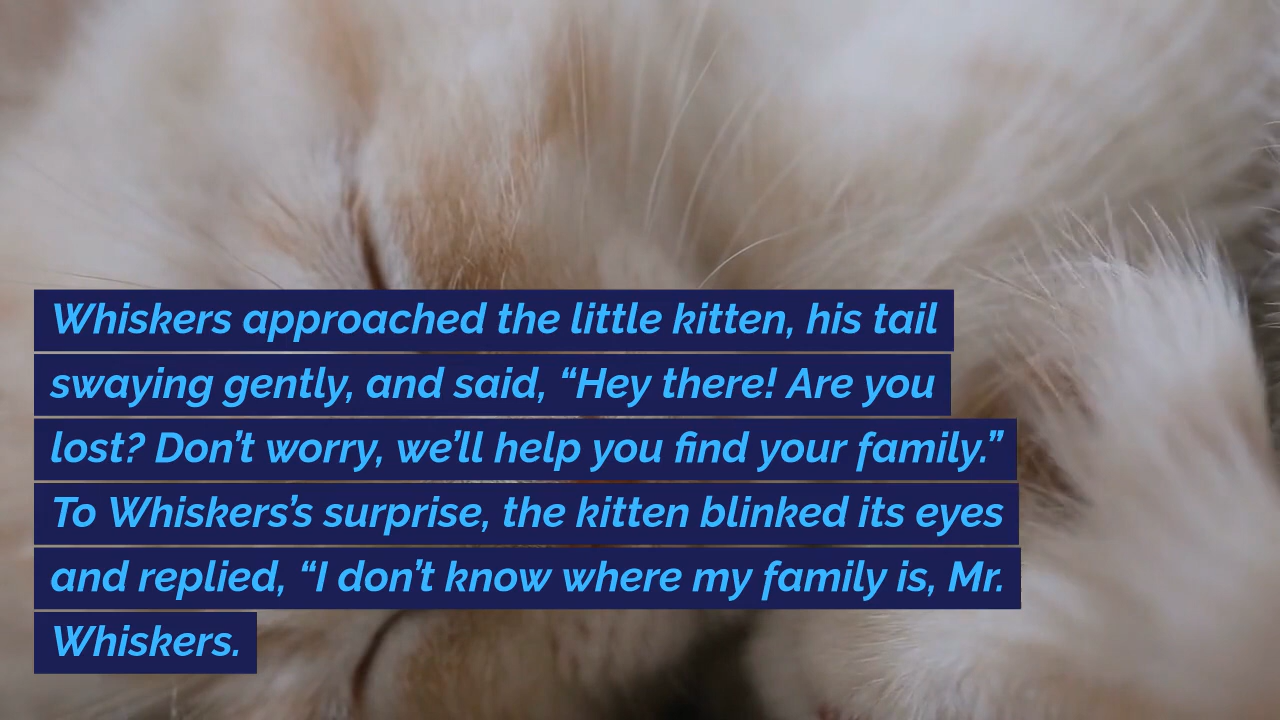 Whiskers approached the little kitten, his tail
swaying gently, and said, “Hey there! Are you
lost? Don’t worry, we’ll help you find your family.”
To Whiskers’s surprise, the kitten blinked its eyes
and replied, “I don’t know where my family is, Mr.
Whiskers.